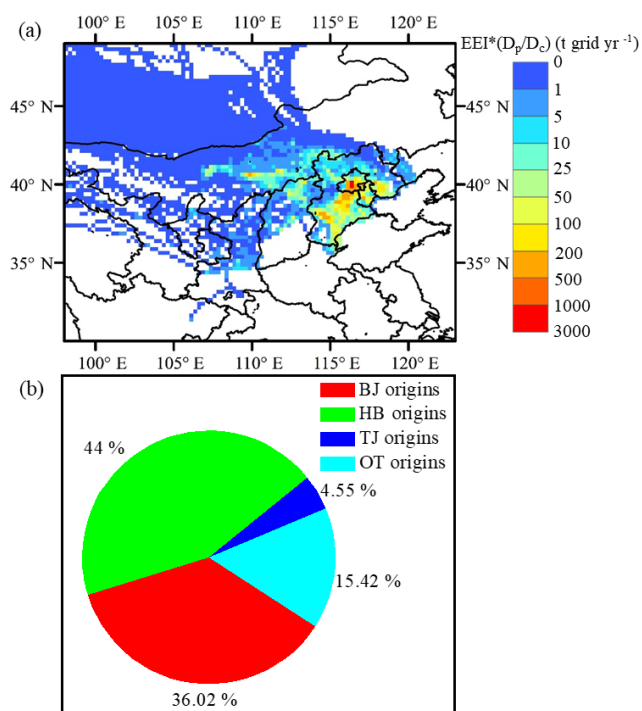 (a)
EEI*(Dp/Dc) (t grid yr -1)
100° E 105° E 110° E 115° E 120° E
45° N
40° N
35° N
45° N
40° N
35° N
100° E 105° E 110° E 115° E 120° E
0
1
5
10
25
50
100
200
500
1000
3000
(b)
BJ origins
HB origins
TJ origins
OT origins
44 %
4.55 %
15.42 %
36.02 %